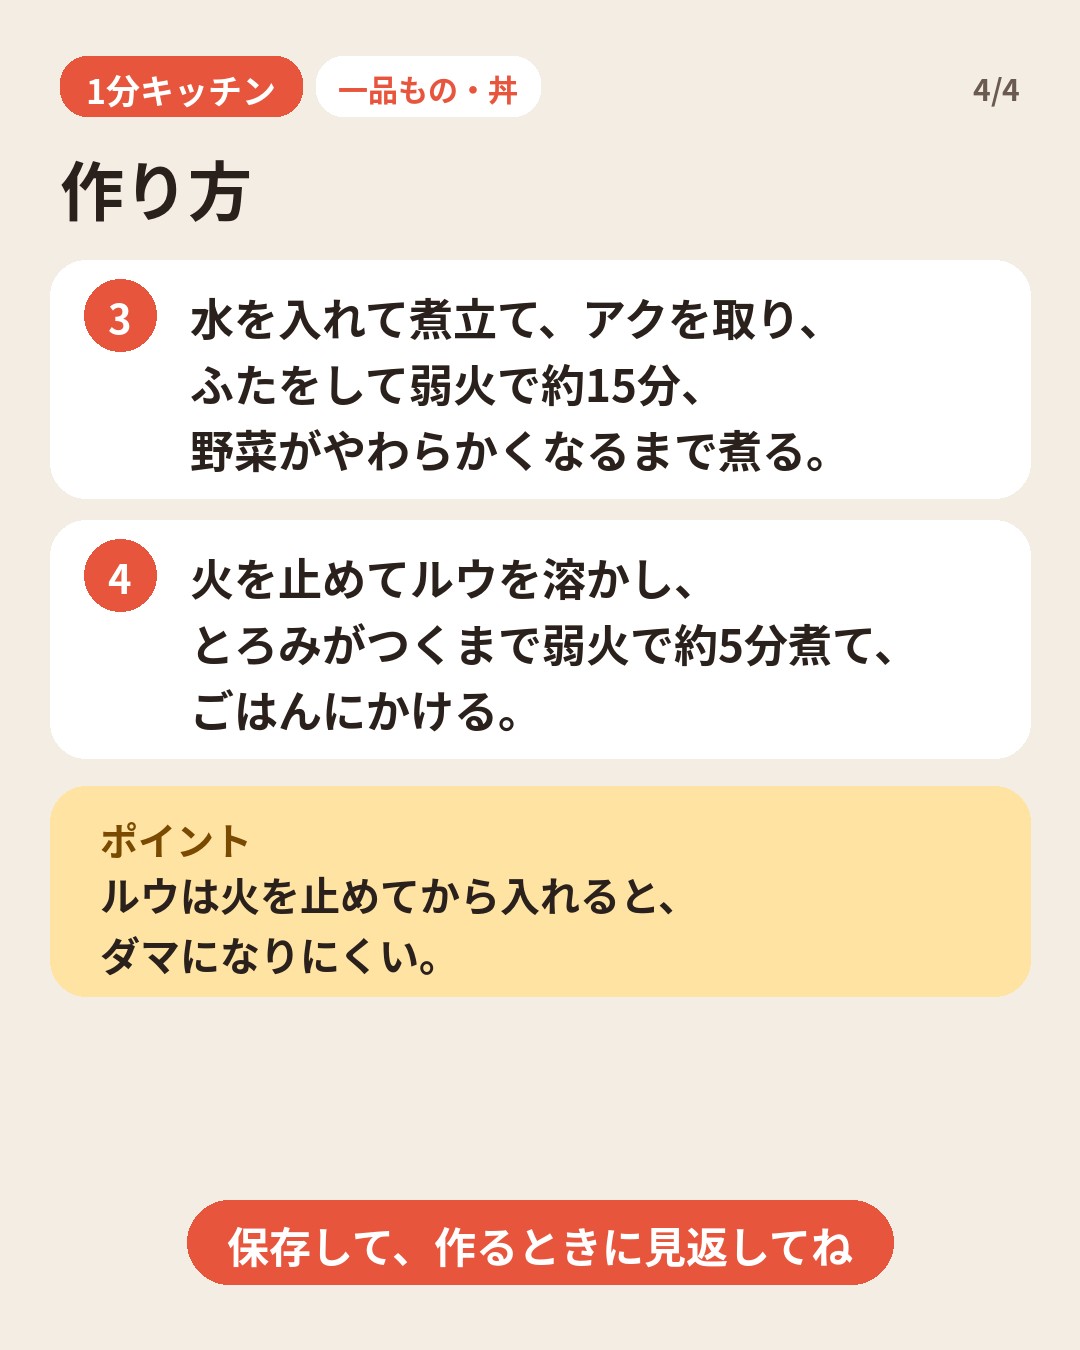 1分キッチン
一品もの・丼
4/4
作り方
3
水を入れて煮立て、アクを取り、
ふたをして弱火で約15分、
野菜がやわらかくなるまで煮る。
4
火を止めてルウを溶かし、
とろみがつくまで弱火で約5分煮て、
ごはんにかける。
ポイント
ルウは火を止めてから入れると、
ダマになりにくい。
保存して、作るときに見返してね